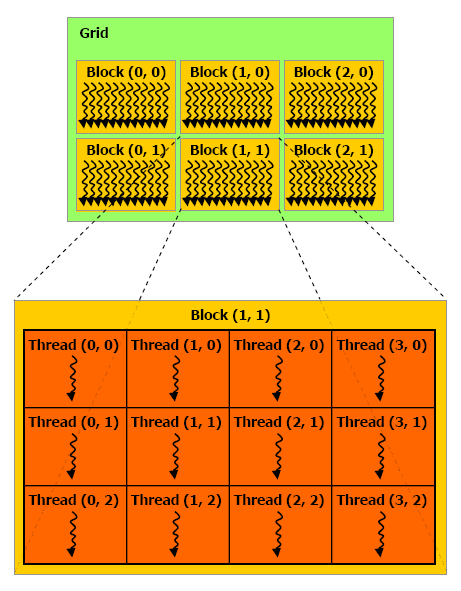 Grid
Block (0, 0) Block (1, 0) Block (2, 0)
Block (0, 1) Block (1, 1) Block (2, 1)
Block (1, 1)
Thread (0, 0) Thread (1, 0) Thread (2, 0) Thread (3, 0)
Thread (0, 1) Thread (1, 1) Thread (2, 1) Thread (3, 1)
Thread (0, 2) Thread (1, 2) Thread (2, 2) Thread (3, 2)